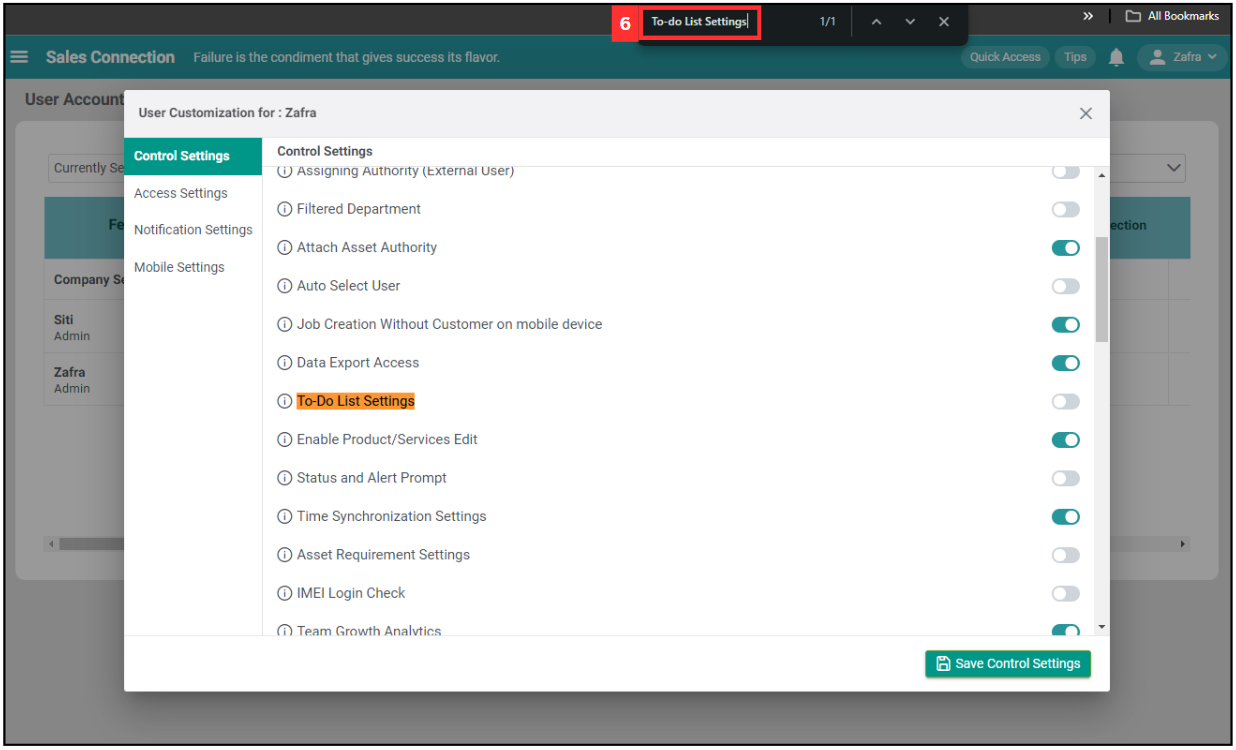 6 To-do List Settings 1/1 All Bookmarks
Sales Connection Failure is the condiment that gives success its flavor. Quick Access Tips Zafra
User Account
User Customization for : Zafra
Control Settings
Access Settings
Notification Settings
Mobile Settings
Control Settings
Assigning Authority (External User)
Filtered Department
Attach Asset Authority
Auto Select User
Job Creation Without Customer on mobile device
Data Export Access
To-Do List Settings
Enable Product/Services Edit
Status and Alert Prompt
Time Synchronization Settings
Asset Requirement Settings
IMEI Login Check
Team Growth Analytics
Save Control Settings
Currently Se
Fe
ection
Company Se
Siti
Admin
Zafra
Admin